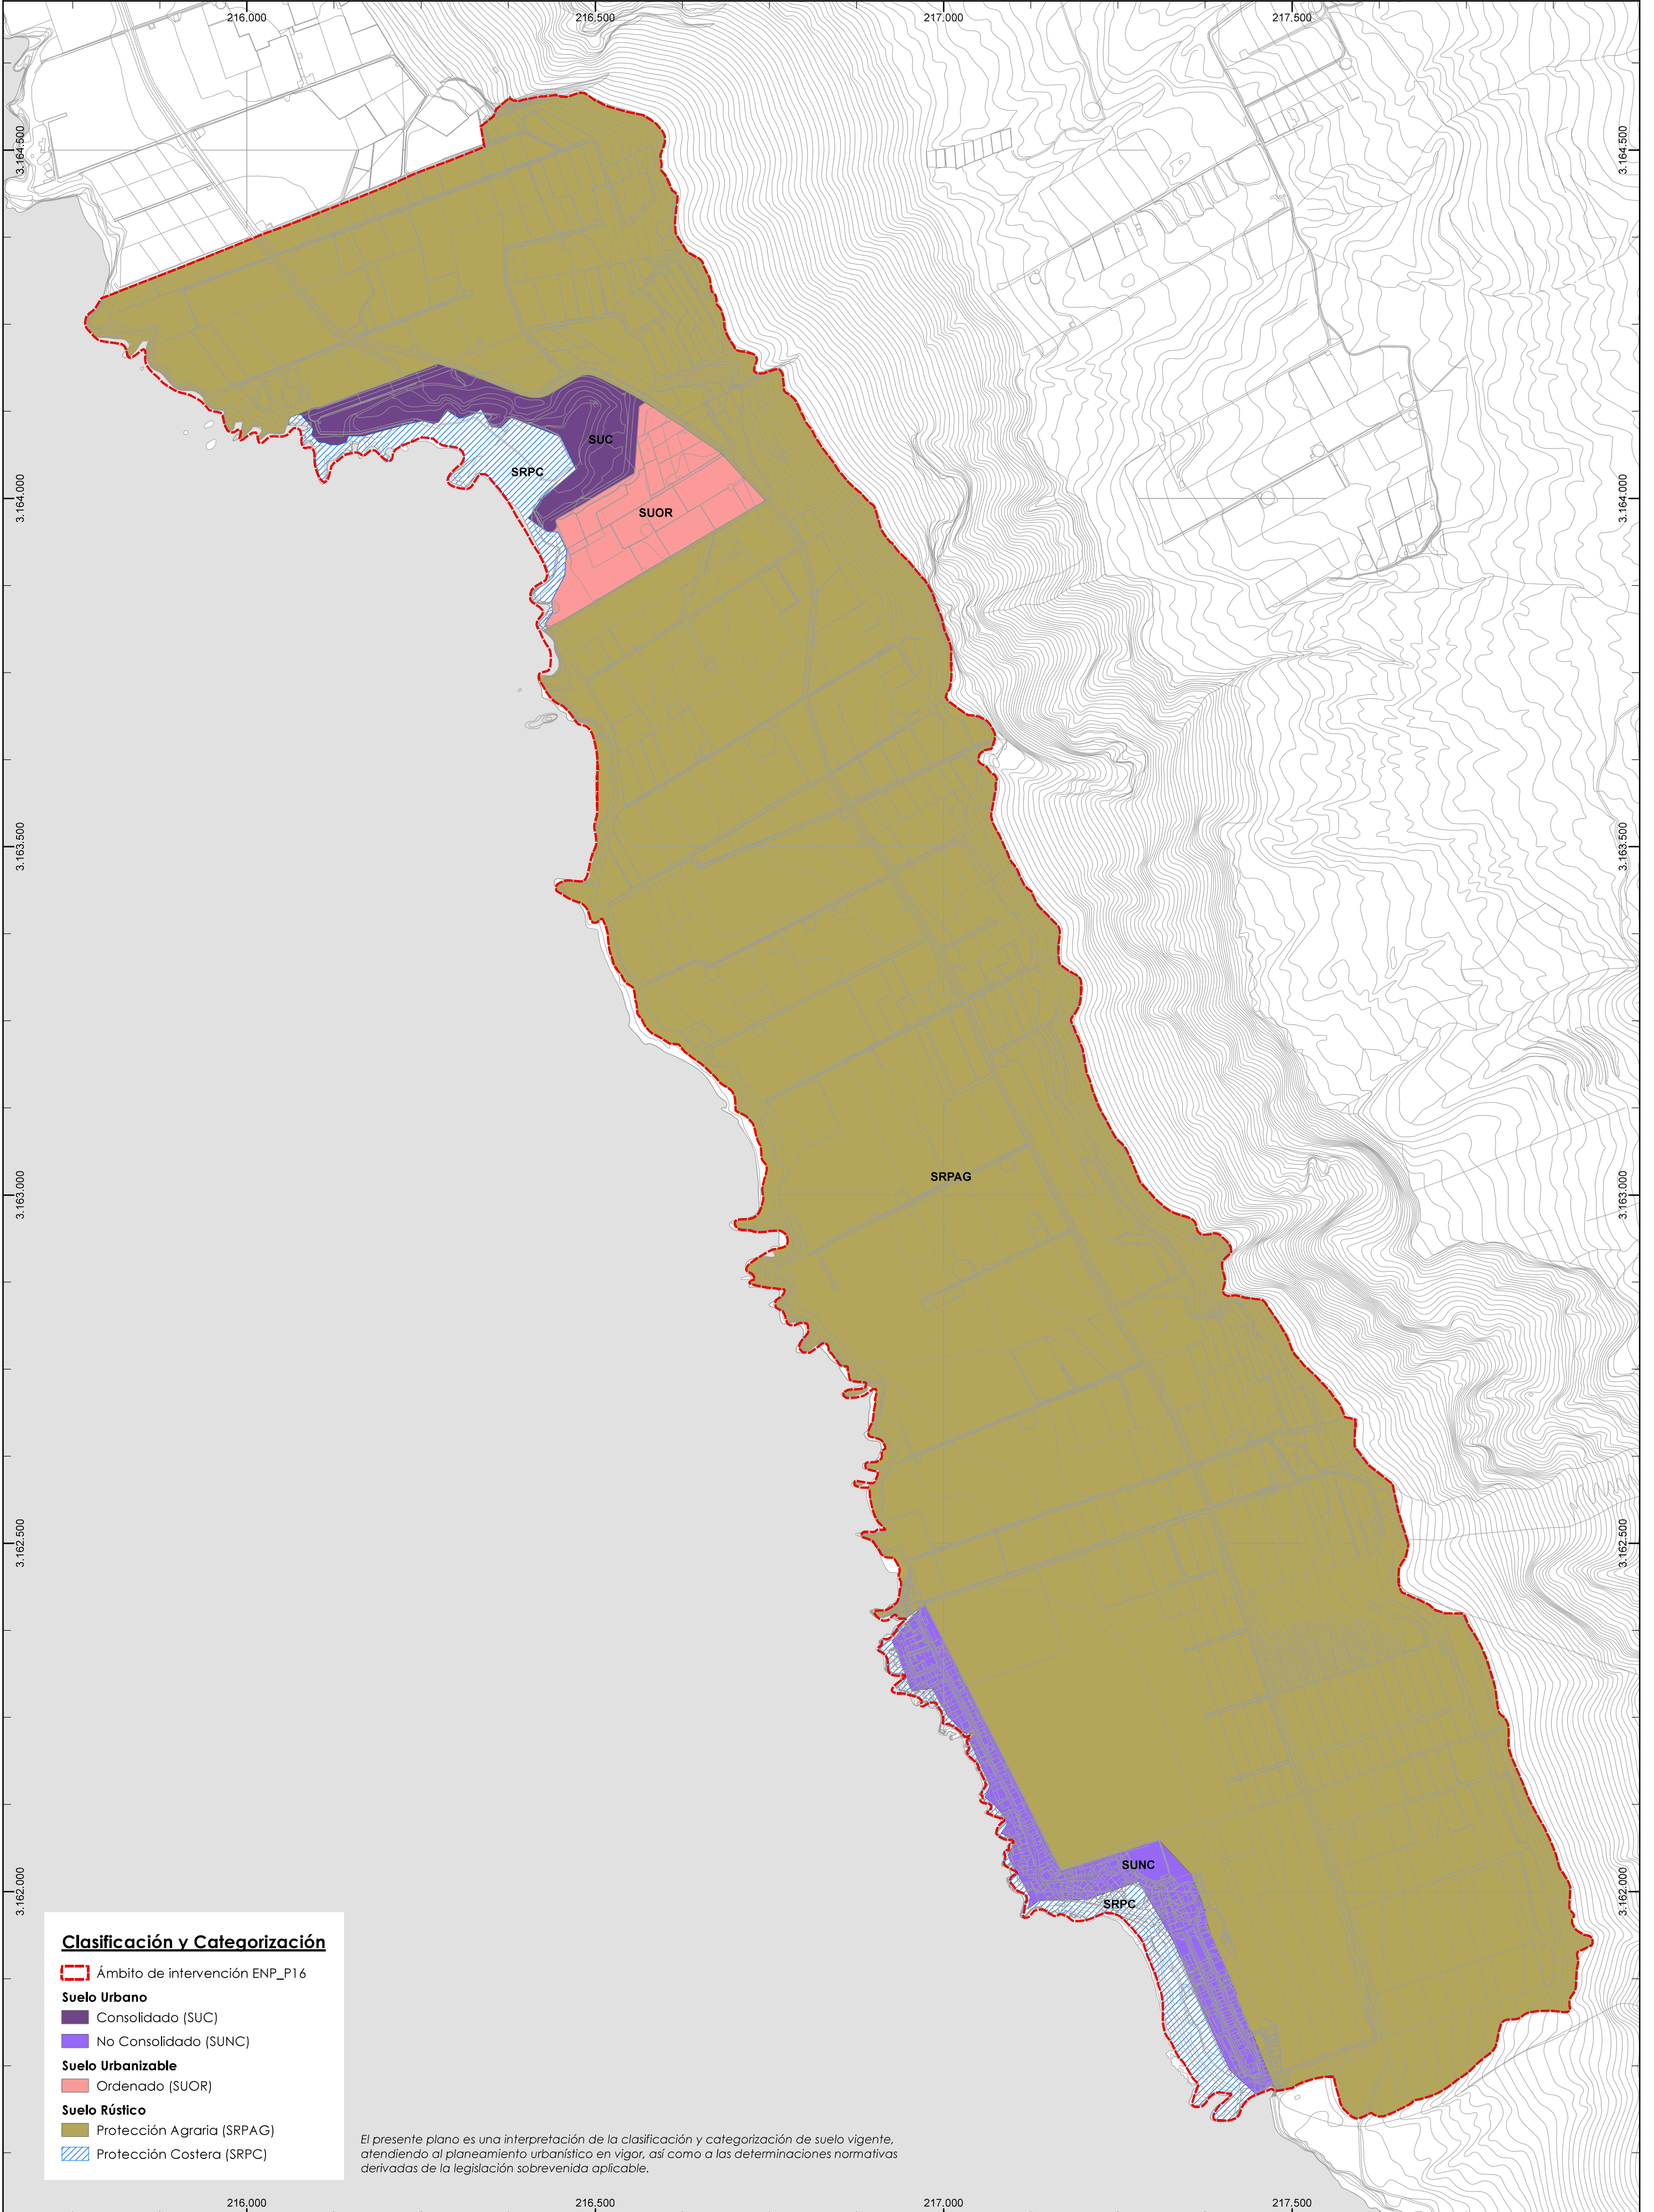 216.000
216.500
217.000
217.500
3.164.500
3.164.500
SUC
SRPC
SUOR
3.164.000
3.164.000
3.163.500
3.163.500
SRPAG
3.163.000
3.163.000
3.162.500
3.162.500
SUNC
SRPC
3.162.000
3.162.000
Clasificación y Categorización
Ámbito de intervención ENP_P16
Suelo Urbano
Consolidado (SUC)
No Consolidado (SUNC)
Suelo Urbanizable
Ordenado (SUOR)
Suelo Rústico
Protección Agraria (SRPAG)
Protección Costera (SRPC)
El presente plano es una interpretación de la clasificación y categorización de suelo vigente,
atendiendo al planeamiento urbanístico en vigor, así como a las determinaciones normativas
derivadas de la legislación sobrevenida aplicable.
216.000
216.500
217.000
217.500